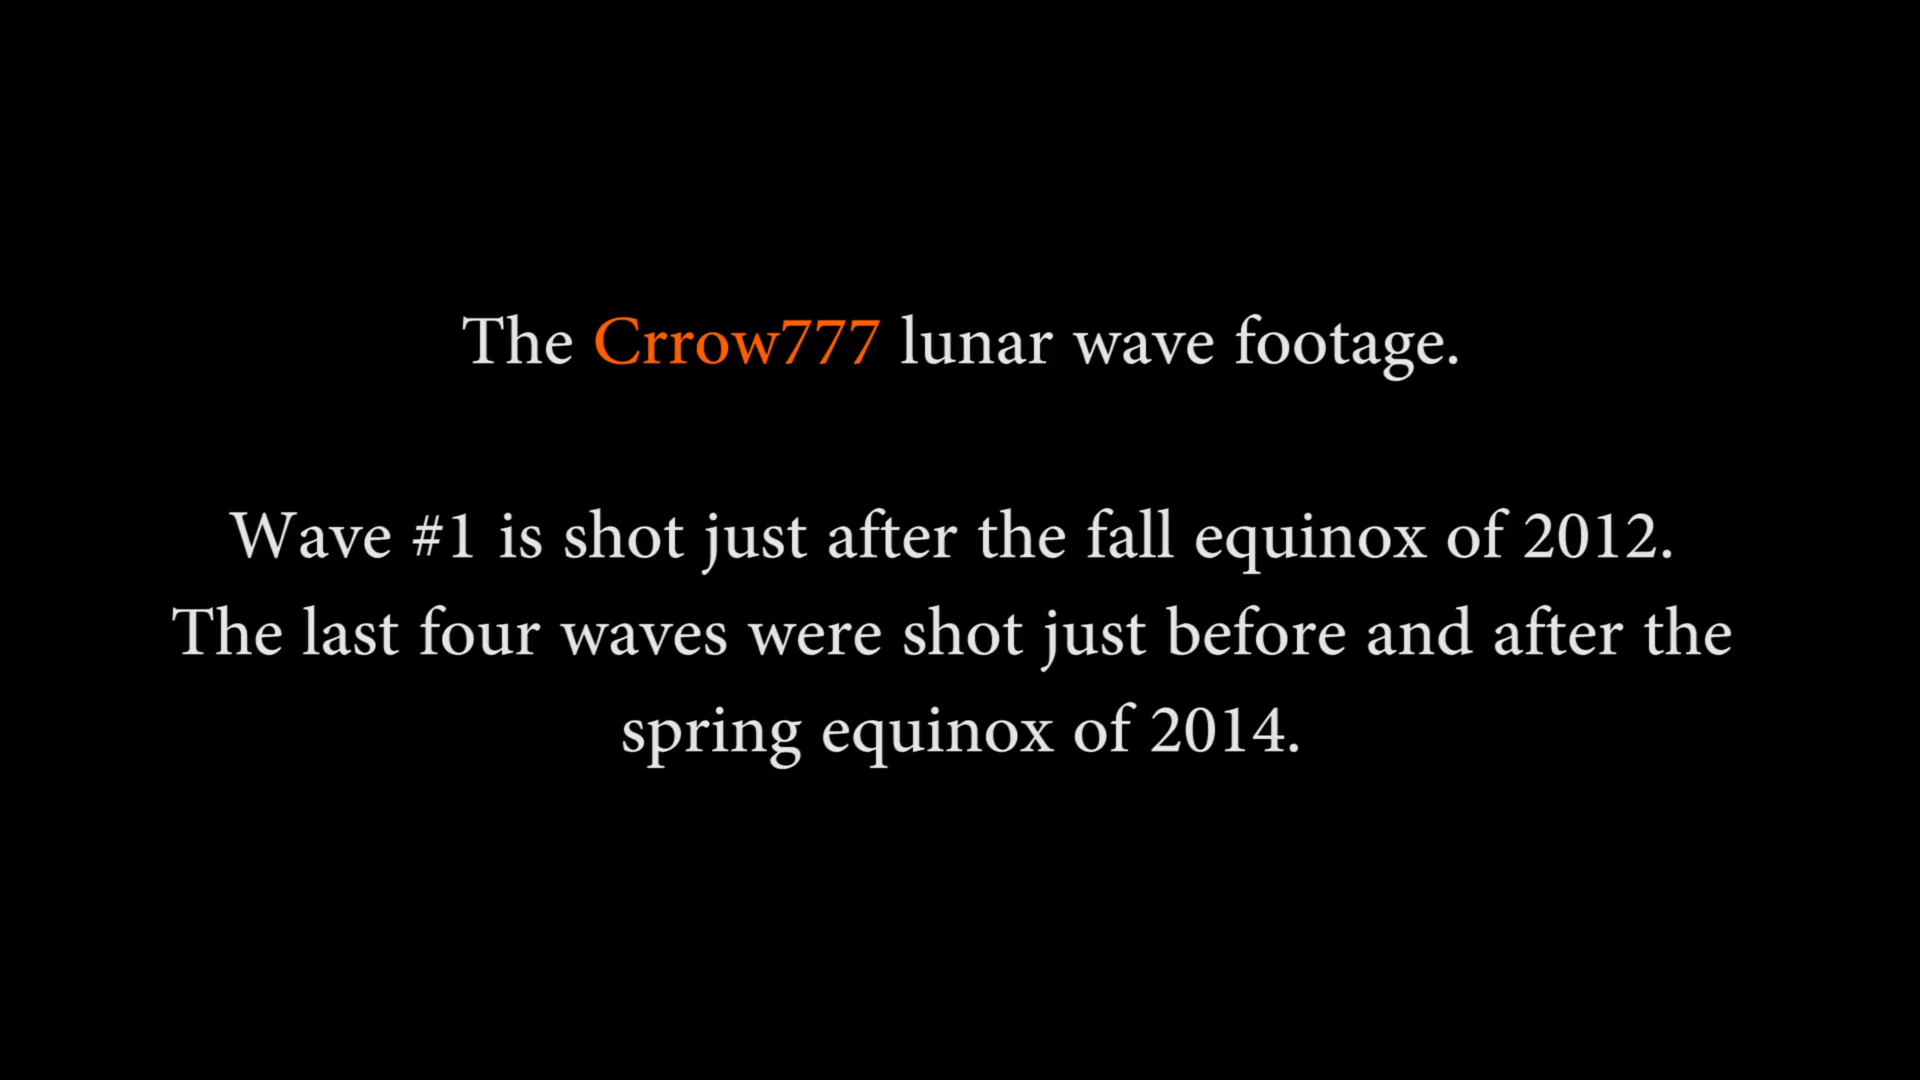 The Crrow777 lunar wave footage.
Wave #1 is shot just after the fall equinox of 2012.
The last four waves were shot just before and after the
spring equinox of 2014.